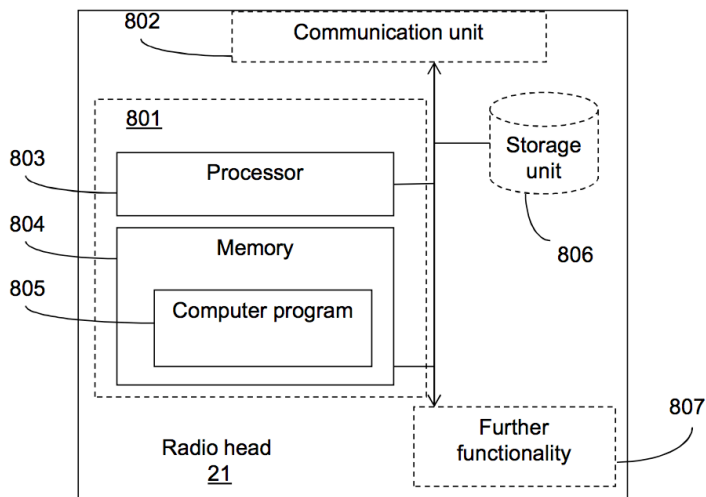 802
Communication unit
801
803
Processor
Storage
unit
806
804
Memory
805
Computer program
807
Further
functionality
Radio head
21